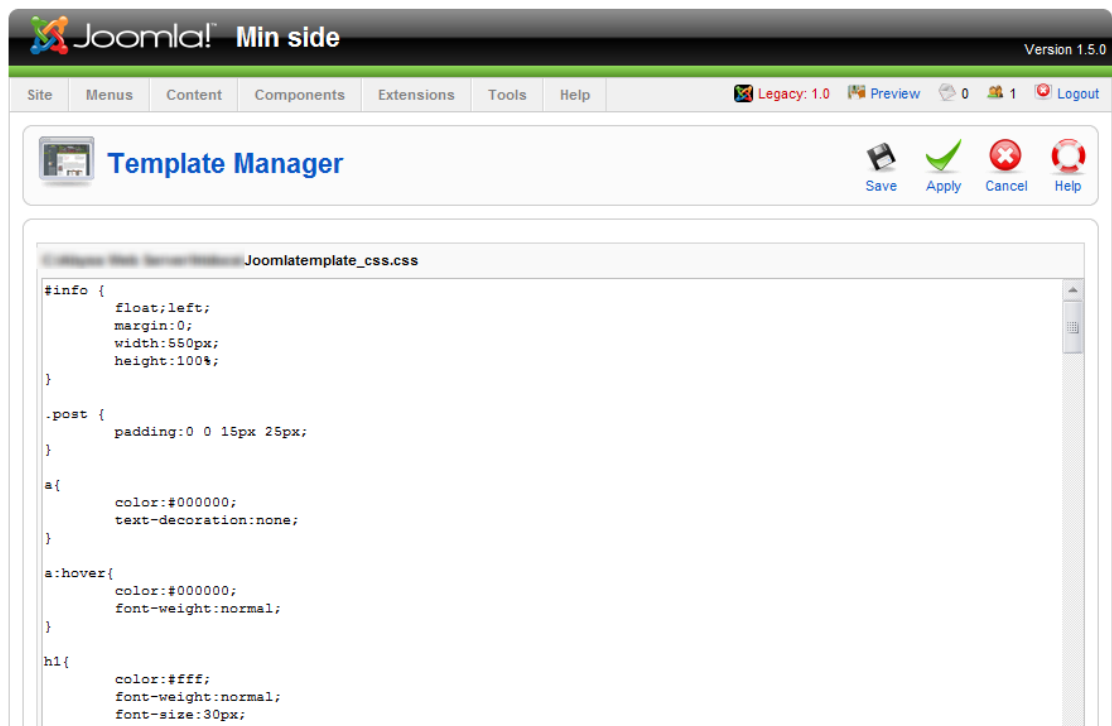 Joomla!™ Min side
Version 1.5.0
Site Menus Content Components Extensions Tools Help Legacy: 1.0 Preview 0 1 Logout
Template Manager
Save Apply Cancel Help
Joomlatemplate_css.css
#info {
float;left;
margin:0;
width:550px;
height:100%;
}
.post {
padding:0 0 15px 25px;
}
a{
color:#000000;
text-decoration:none;
}
a:hover{
color:#000000;
font-weight:normal;
}
h1{
color:#fff;
font-weight:normal;
font-size:30px;